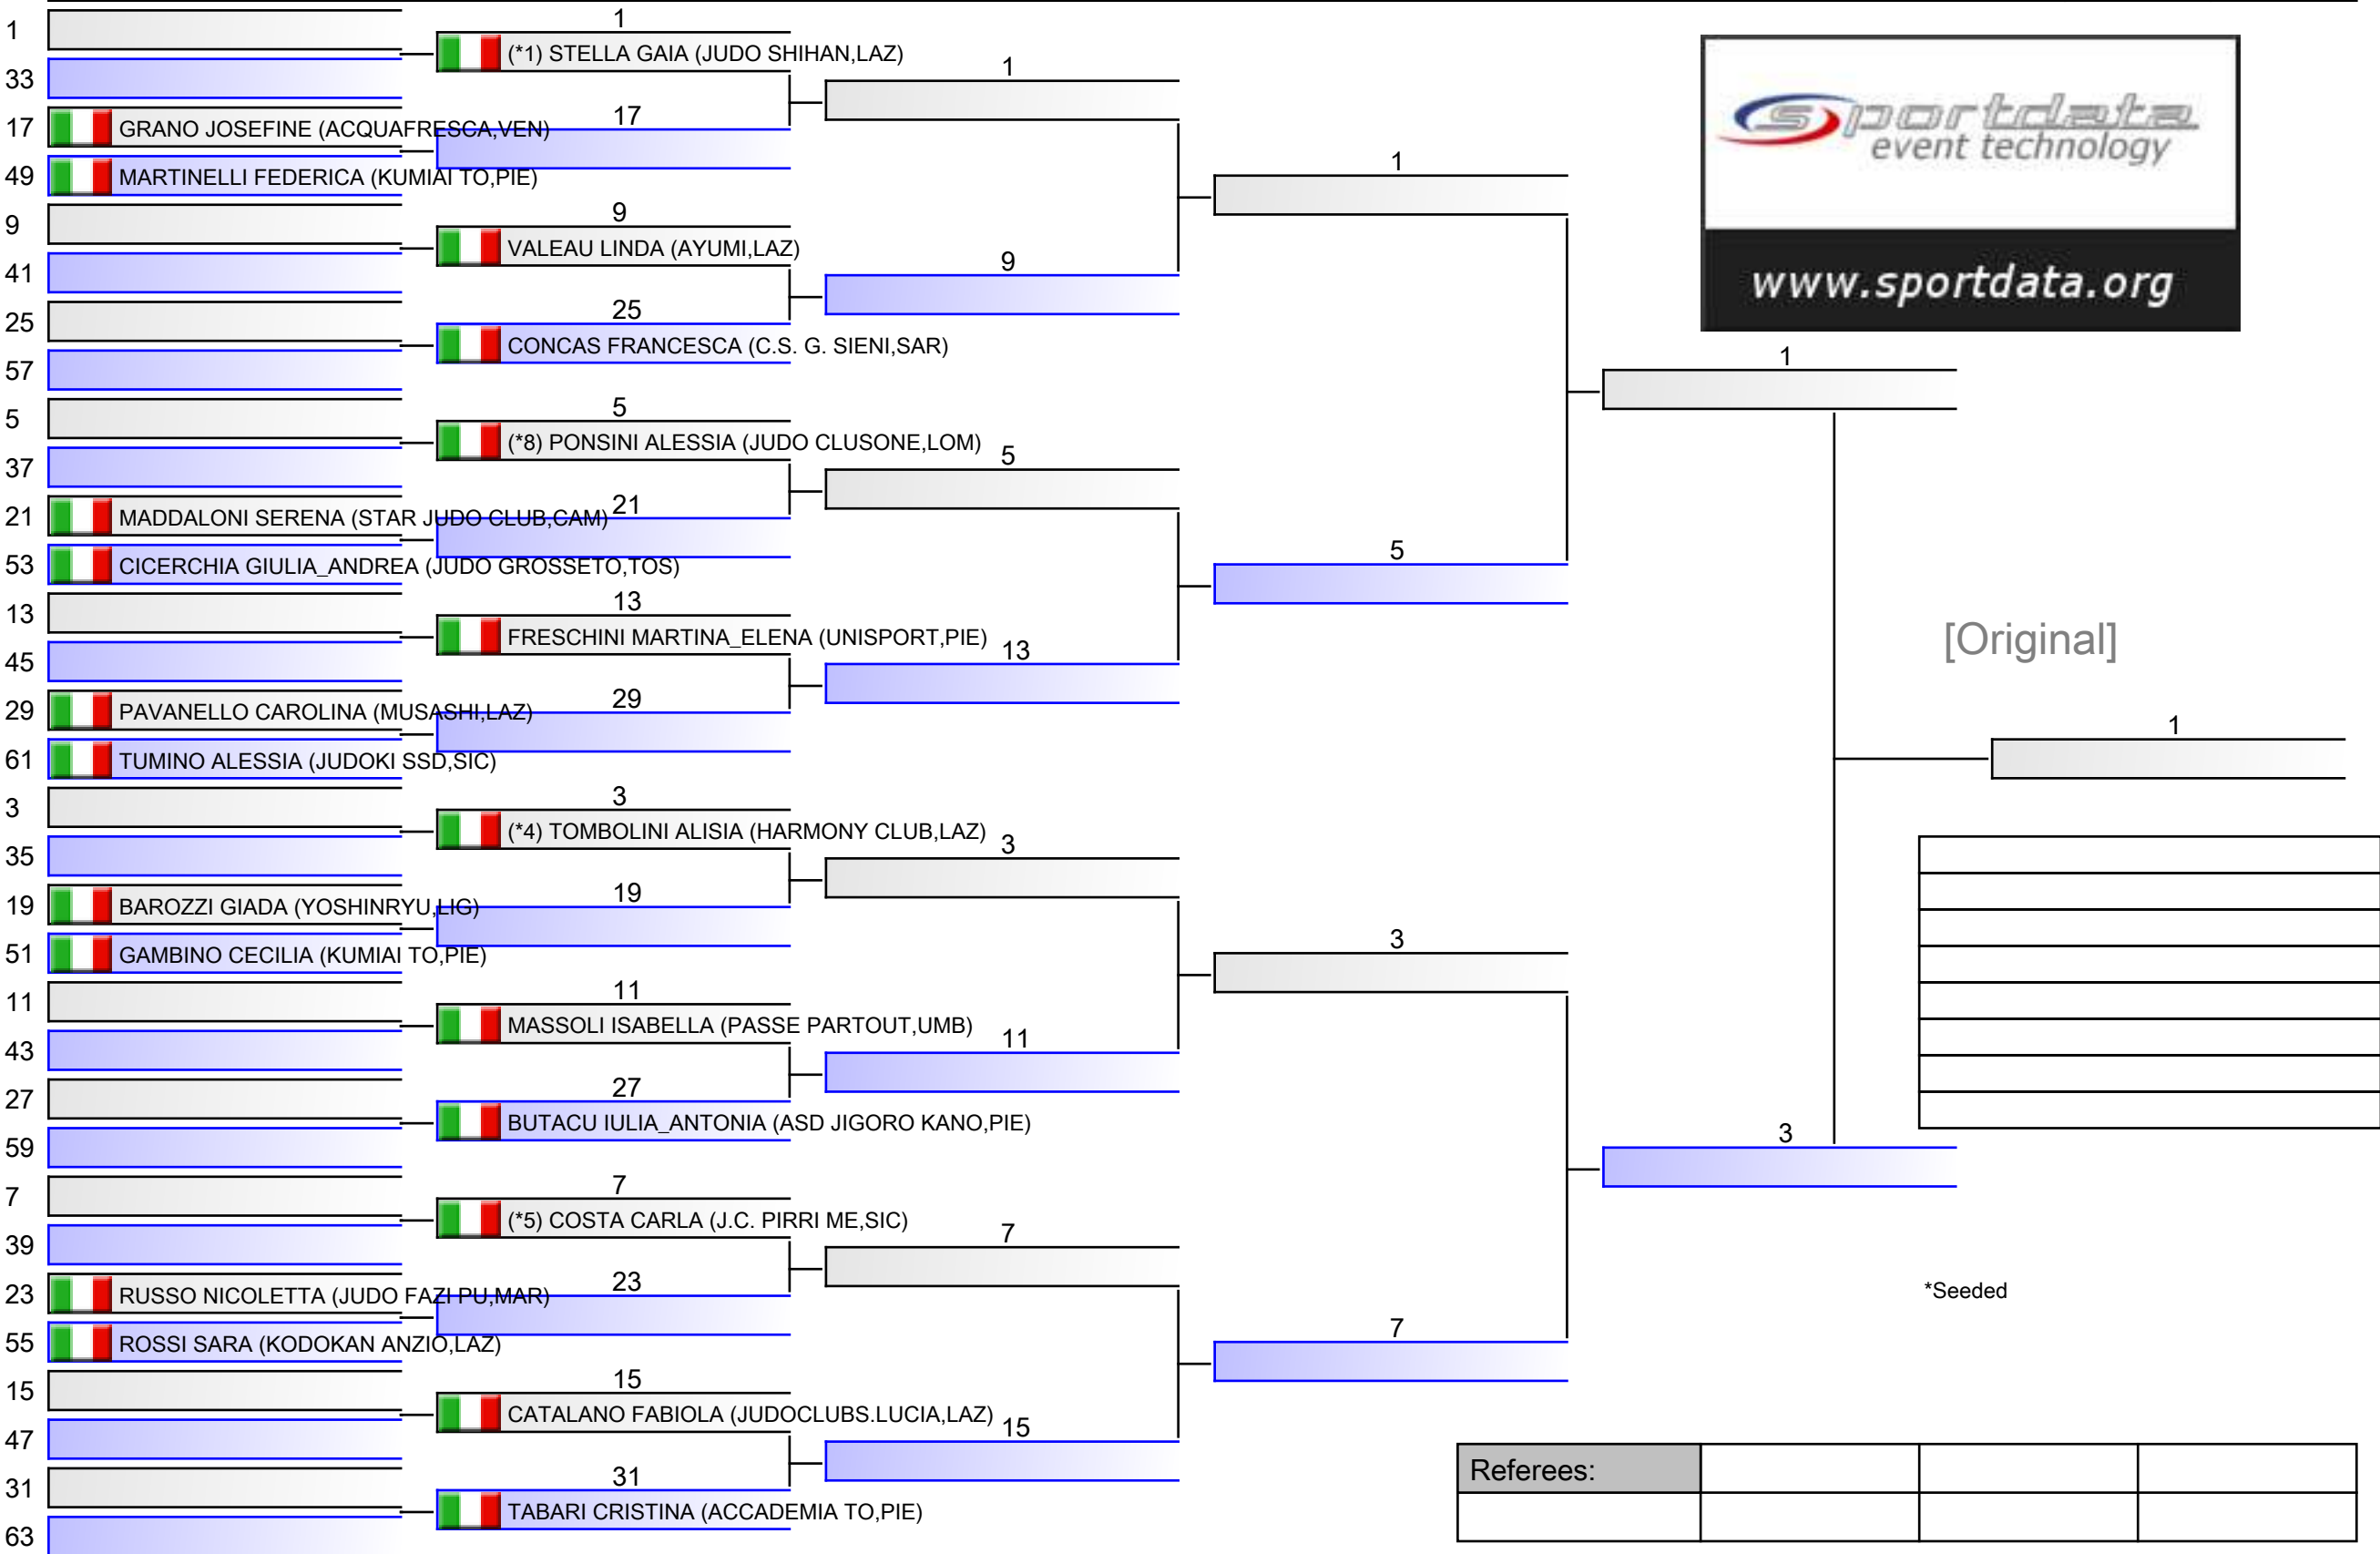 1
33
17 GRANO JOSEFINE (ACQUAFRESCA,VEN)
49 MARTINELLI FEDERICA (KUMIAI TO,PIE)
9
41
25
57
5
37
21 MADDALONI SERENA (STAR JUDO CLUB,CAM)
53 CICERCHIA GIULIA_ANDREA (JUDO GROSSETO,TOS)
13
45
29 PAVANELLO CAROLINA (MUSASHI,LAZ)
61 TUMINO ALESSIA (JUDOKI SSD,SIC)
3
35
19 BAROZZI GIADA (YOSHINRYU,LIG)
51 GAMBINO CECILIA (KUMIAI TO,PIE)
11
43
27
59
7
39
23 RUSSO NICOLETTA (JUDO FAZI PU,MAR)
55 ROSSI SARA (KODOKAN ANZIO,LAZ)
15
47
31
63
1
(*1) STELLA GAIA (JUDO SHIHAN,LAZ)
17
9
VALEAU LINDA (AYUMI,LAZ)
25
CONCAS FRANCESCA (C.S. G. SIENI,SAR)
5
(*8) PONSINI ALESSIA (JUDO CLUSONE,LOM)
21
13
FRESCHINI MARTINA_ELENA (UNISPORT,PIE)
29
3
(*4) TOMBOLINI ALISIA (HARMONY CLUB,LAZ)
19
11
MASSOLI ISABELLA (PASSE PARTOUT,UMB)
27
BUTACU IULIA_ANTONIA (ASD JIGORO KANO,PIE)
7
(*5) COSTA CARLA (J.C. PIRRI ME,SIC)
23
15
CATALANO FABIOLA (JUDOCLUBS.LUCIA,LAZ)
31
TABARI CRISTINA (ACCADEMIA TO,PIE)
1
9
5
13
3
11
7
15
1
5
3
7
1
3
1
sportdata
event technology
www.sportdata.org
[Original]
*Seeded
Referees: